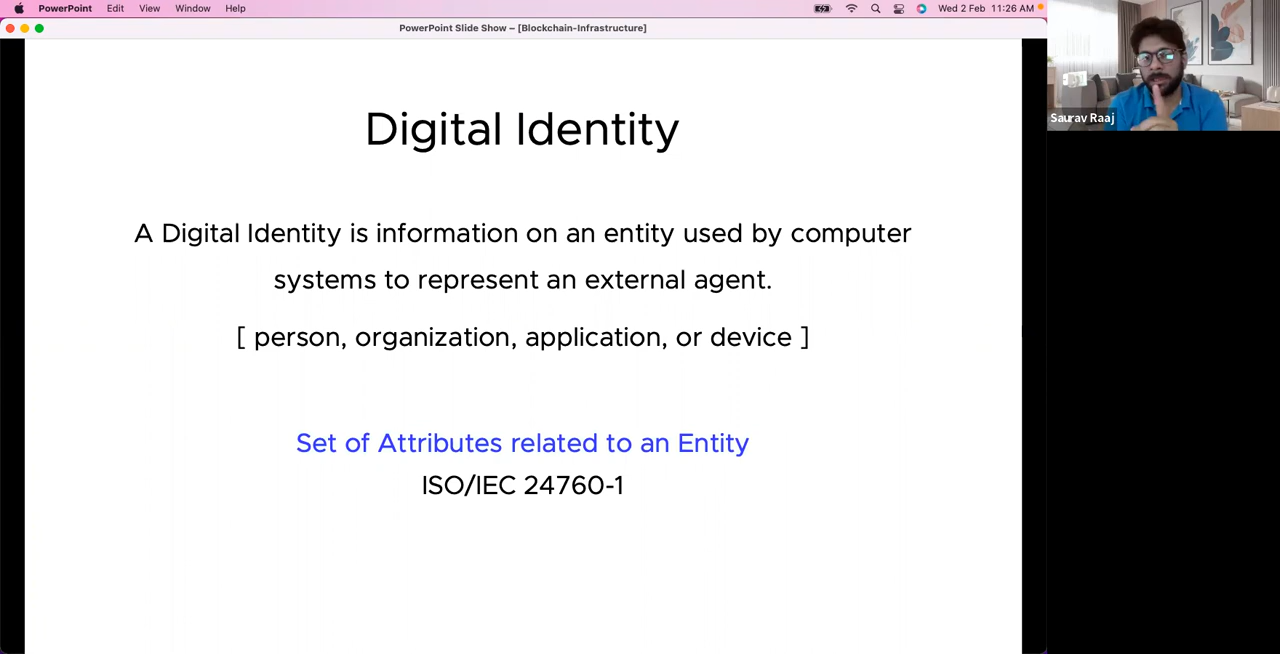 PowerPoint Edit View Window Help Wed 2 Feb 11:26 AM
PowerPoint Slide Show – [Blockchain-Infrastructure]
Saurav Raaj
Digital Identity
A Digital Identity is information on an entity used by computer
systems to represent an external agent.
[ person, organization, application, or device ]
Set of Attributes related to an Entity
ISO/IEC 24760-1